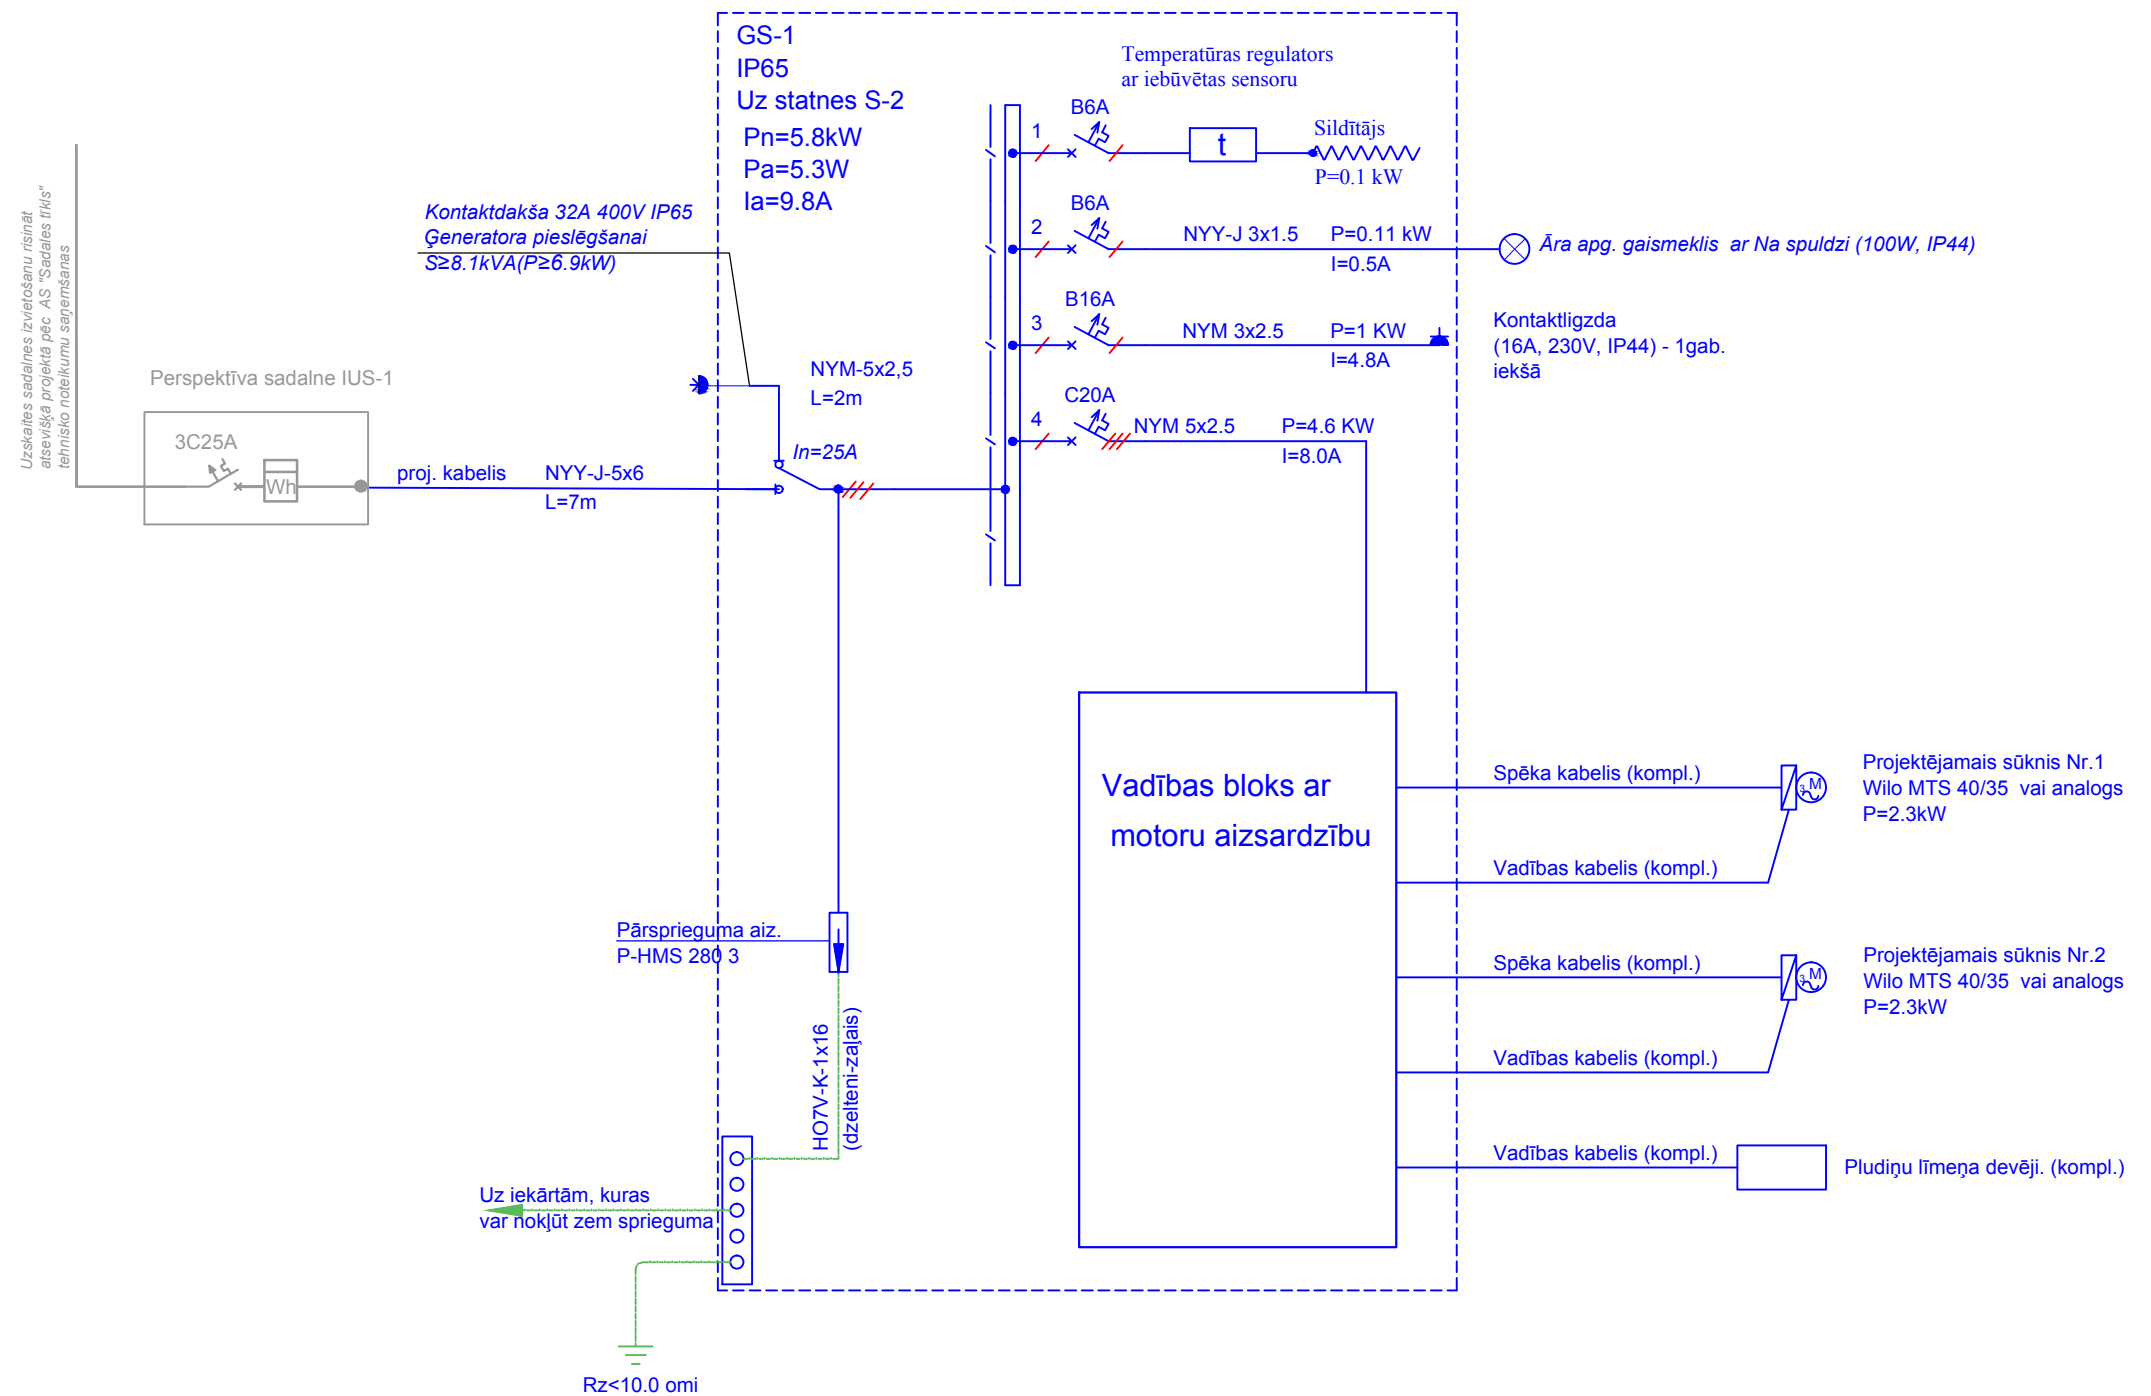 GS-1
IP65
Uz statnes S-2
Pn=5.8kW
Pa=5.3W
Ia=9.8A
Temperatūras regulators
ar iebūvētas sensoru
1
B6A
t
Sildītājs
P=0.1 kW
2
B6A
NYY-J 3x1.5
P=0.11 kW
I=0.5A
Āra apg. gaismeklis ar Na spuldzi (100W, IP44)
3
B16A
NYM 3x2.5
P=1 KW
I=4.8A
Kontaktligzda
(16A, 230V, IP44) - 1gab.
iekšā
4
C20A
NYM 5x2.5
P=4.6 KW
I=8.0A
Kontaktdakša 32A 400V IP65
Ģeneratora pieslēgšanai
S≥8.1kVA(P≥6.9kW)
NYM-5x2,5
L=2m
In=25A
Uzskaites sadalnes izvietošanu risināt
atsevišķā projektā pēc AS "Sadales tīkls"
tehnisko noteikumu saņemšanas
Perspektīva sadalne IUS-1
3C25A
Wh
proj. kabelis
NYY-J-5x6
L=7m
Vadības bloks ar
motoru aizsardzību
Spēka kabelis (kompl.)
Vadības kabelis (kompl.)
3
M
Projektējamais sūknis Nr.1
Wilo MTS 40/35 vai analogs
P=2.3kW
Spēka kabelis (kompl.)
Vadības kabelis (kompl.)
3
M
Projektējamais sūknis Nr.2
Wilo MTS 40/35 vai analogs
P=2.3kW
Vadības kabelis (kompl.)
Pludiņu līmeņa devēji. (kompl.)
Pārsprieguma aiz.
P-HMS 280 3
HO7V-K-1x16
(dzelteni-zaļais)
Uz iekārtām, kuras
var nokļūt zem sprieguma
Rz<10.0 omi